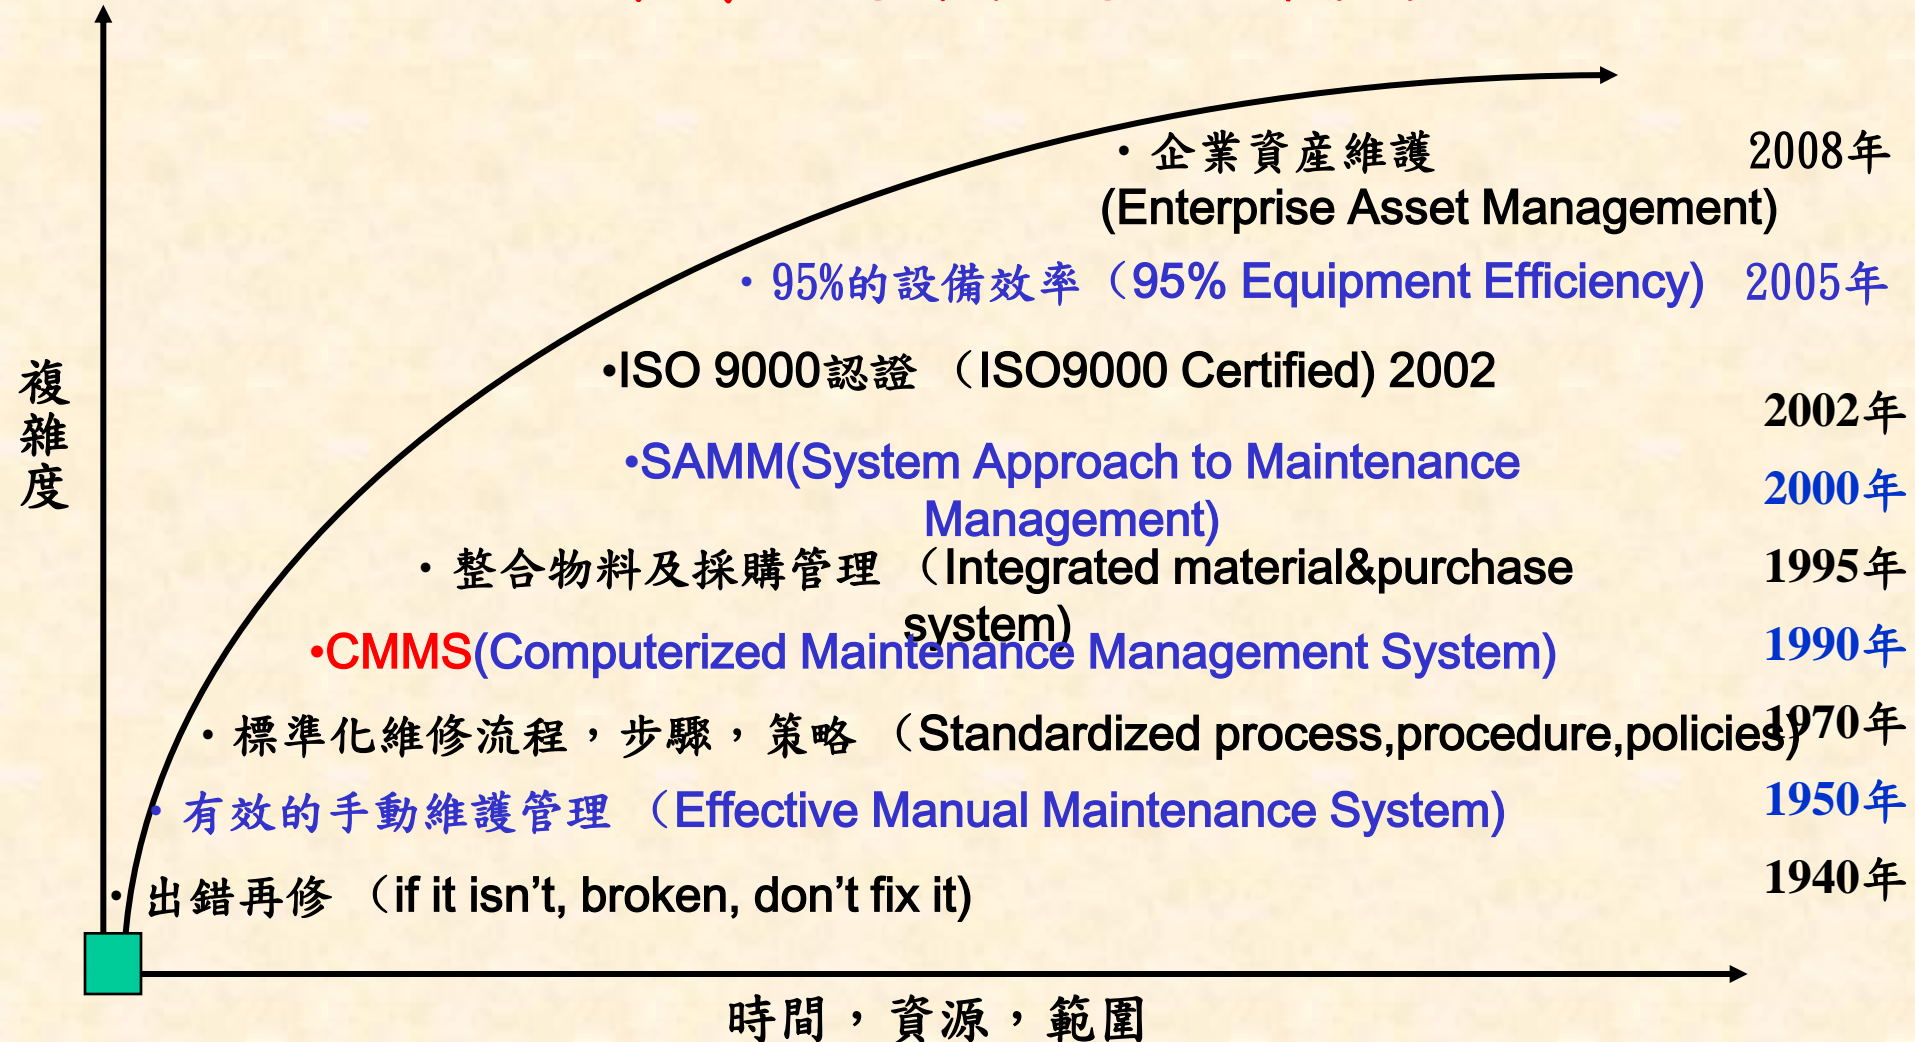 ・企業資産維護 2008年
(Enterprise Asset Management)
・95%的設備效率（95% Equipment Efficiency) 2005年
•ISO 9000認證 （ISO9000 Certified) 2002
2002年
•SAMM(System Approach to Maintenance
Management)
2000年
・整合物料及採購管理 （Integrated material&purchase
system)
1995年
•CMMS(Computerized Maintenance Management System)
1990年
・標準化維修流程，步驟，策略 （Standardized process,procedure,policies)
1970年
・有效的手動維護管理 （Effective Manual Maintenance System)
1950年
・出錯再修 （if it isn’t, broken, don’t fix it)
1940年
複雜度
時間，資源，範圍